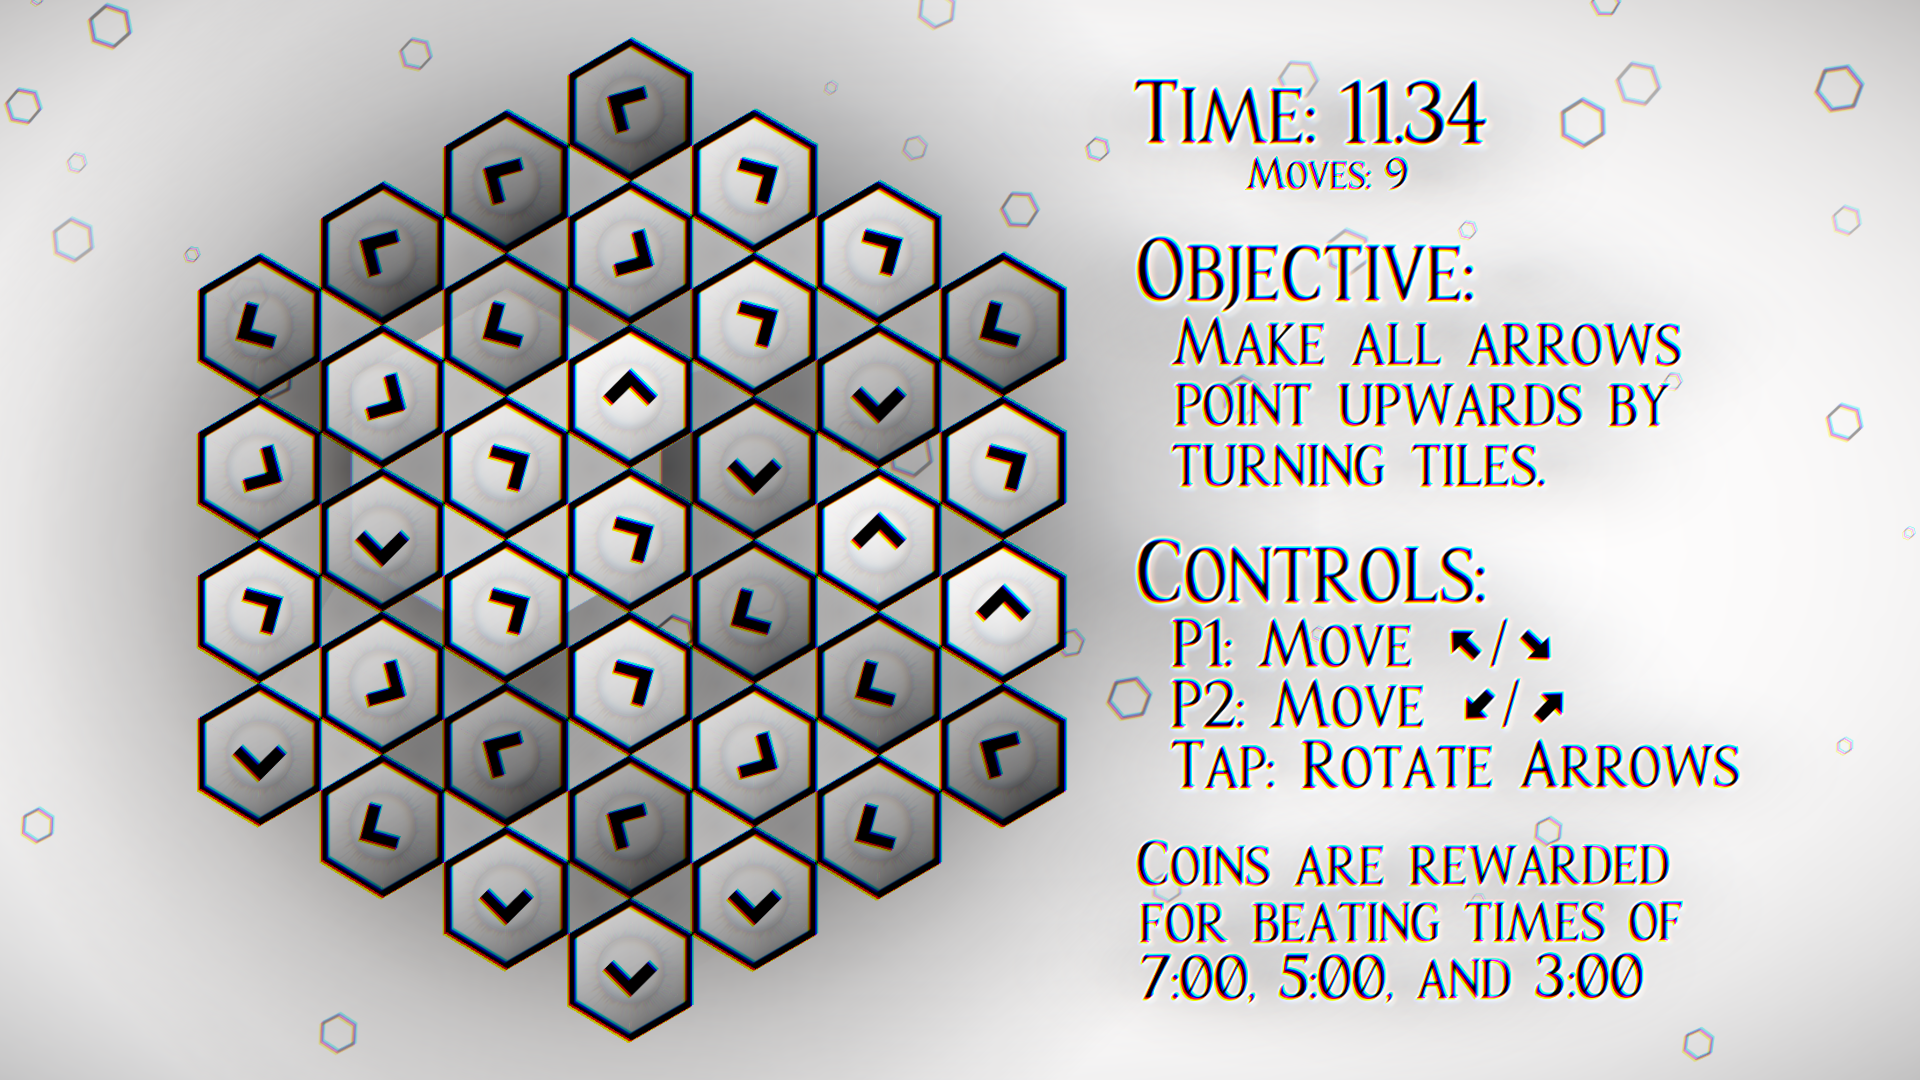 Time: 11.34
Moves: 9
Objective:
Make all arrows
point upwards by
turning tiles.
Controls:
P1: Move ↖/↘
P2: Move ↙/↗
Tap: Rotate Arrows
Coins are rewarded
for beating times of
7:00, 5:00, and 3:00